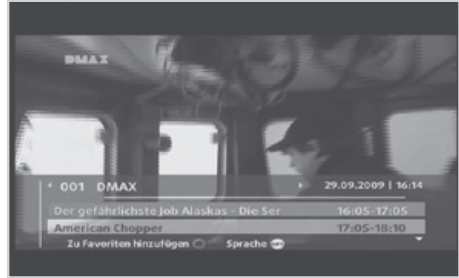 DMAX
001 DMAX 29.09.2009 | 16:14
Der gefährlichste Job Alaskas - Die Ser 16:05-17:05
American Chopper 17:05-18:10
Zu Favoriten hinzufügen Sprache